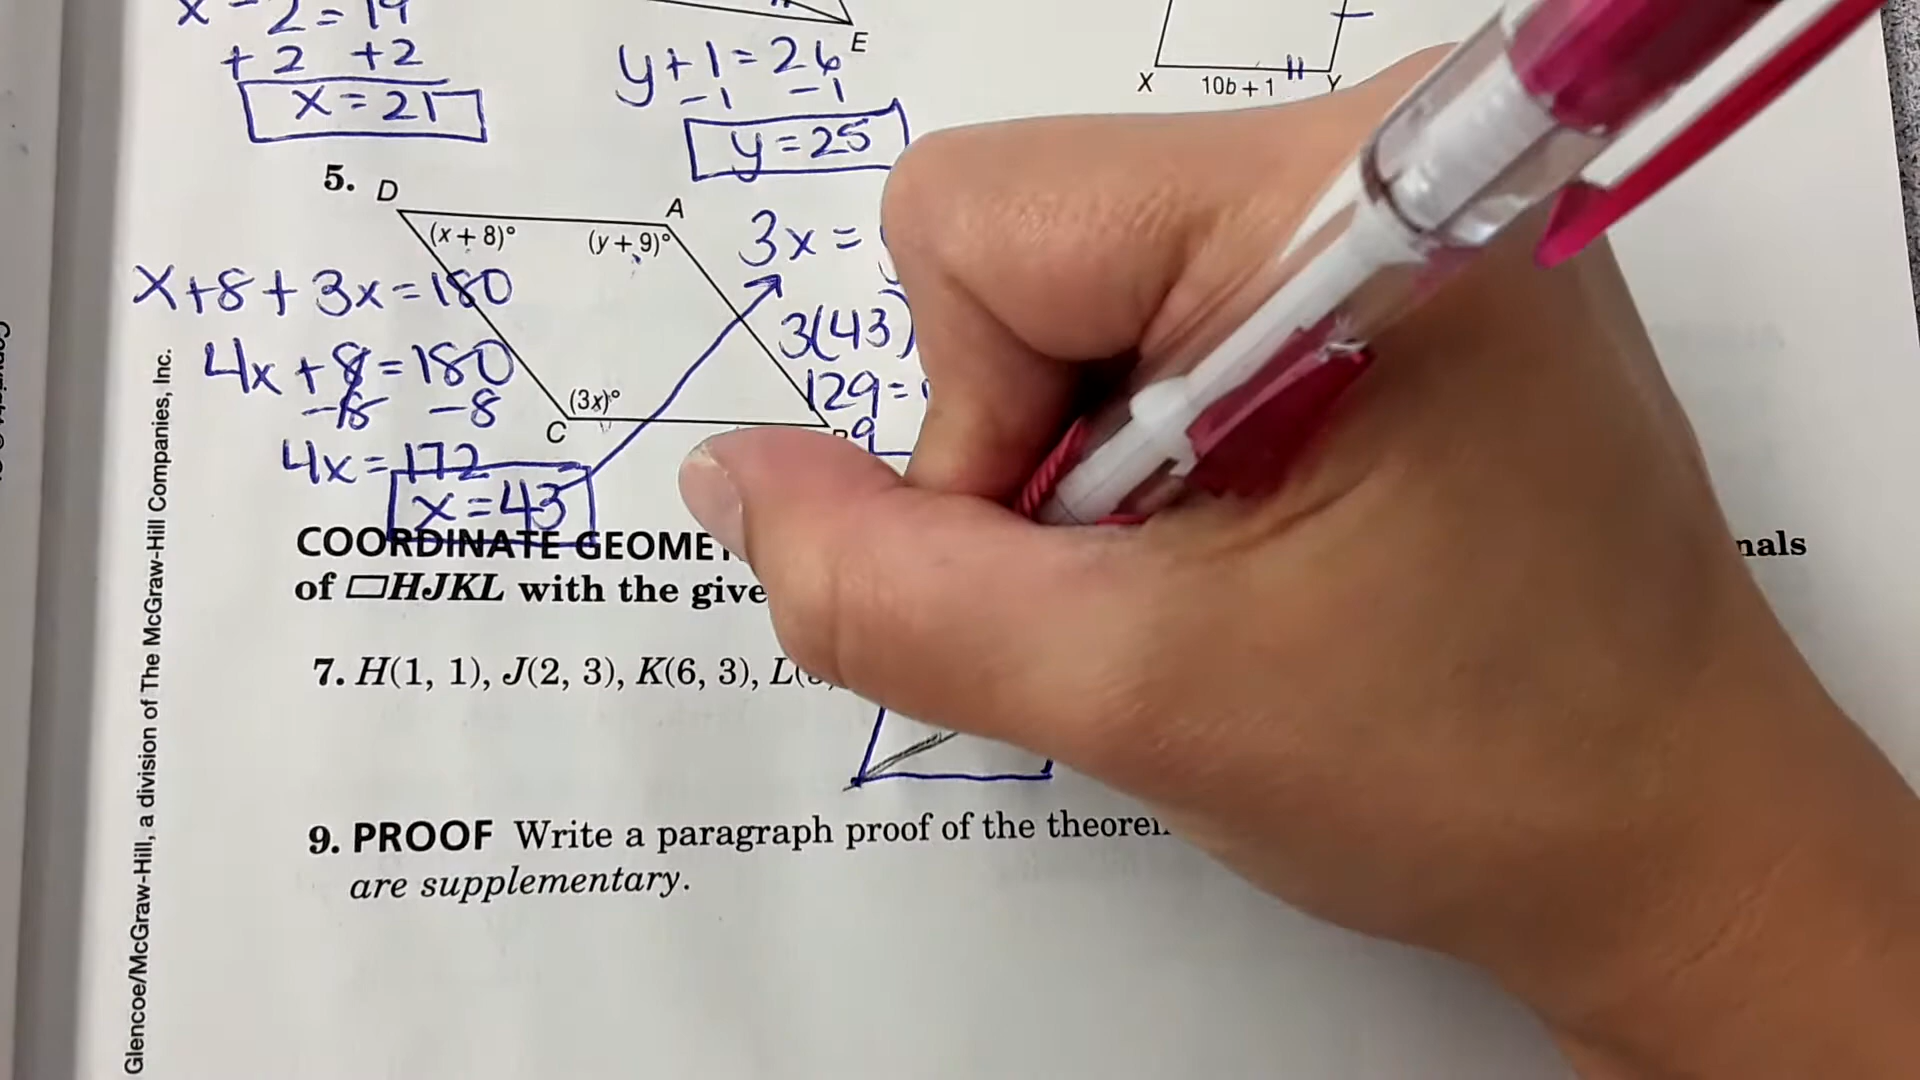 x - 2 = 19
+ 2 +2
x = 21
E
y + 1 = 26
-1 -1
y = 25
X 10b + 1 Y
5. D A
(x + 8)° (y + 9)°
(3x)°
C
x+8+3x=180
4x+8=180
-8 -8
4x=172
x=43
3x =
3(43)
129=
9
COORDINATE GEOME
nals
of ▱HJKL with the give
7. H(1, 1), J(2, 3), K(6, 3), L(
9. PROOF Write a paragraph proof of the
are supplementary.
Glencoe/McGraw-Hill, a division of The McGraw-Hill Companies, Inc.